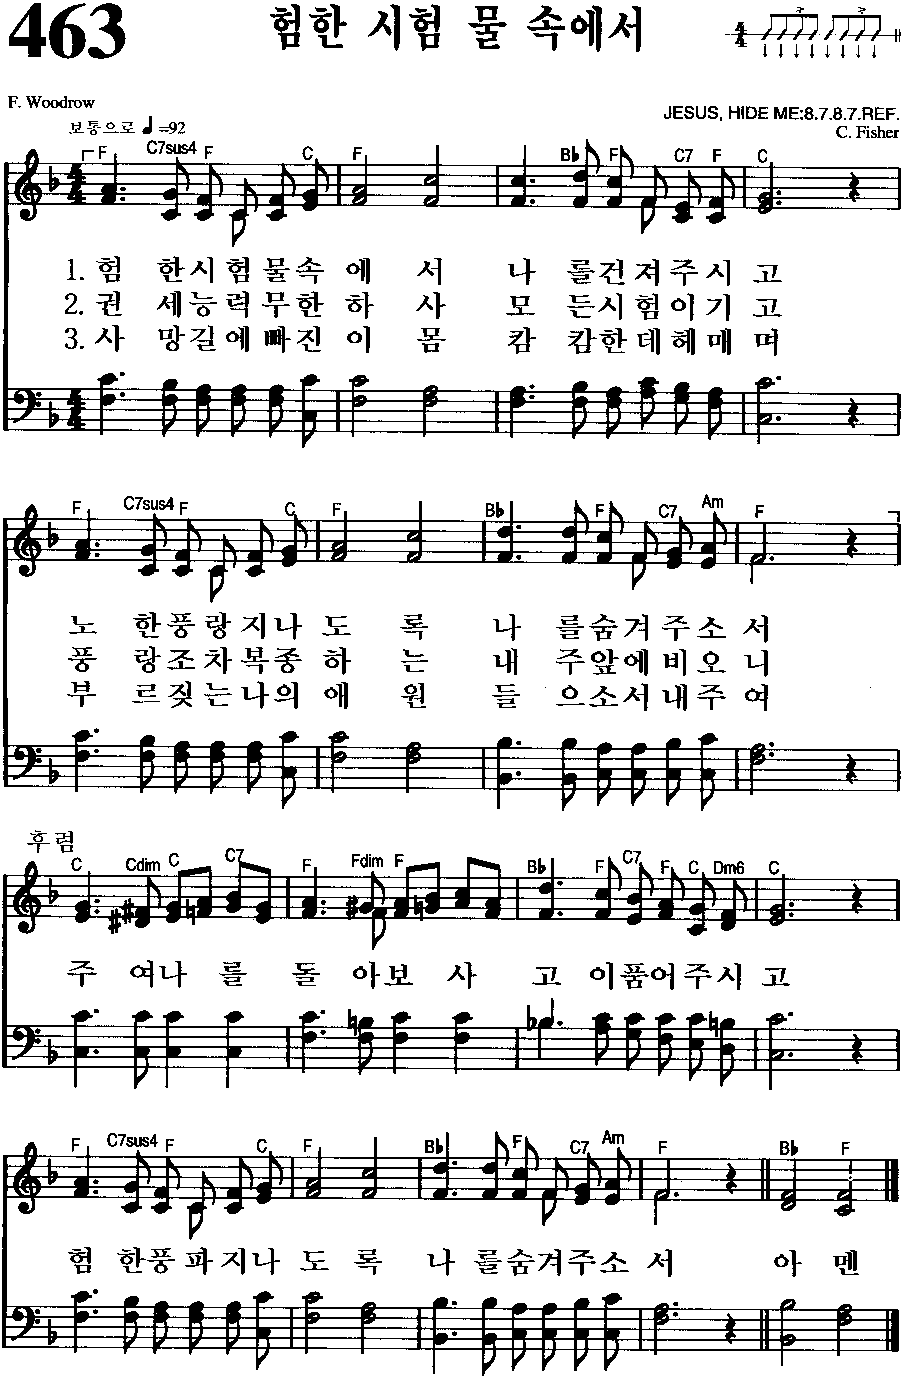 463
험한 시험 물 속에서
4/4
3 3
F. Woodrow
JESUS, HIDE ME:8.7.8.7.REF.
보통으로 ♩=92
C. Fisher
F C7sus4 F C F B♭ F C7 F C
1. 험 한시험물속 에 서 나 를건져주시 고
2. 권 세능력무한 하 사 모 든시험이기 고
3. 사 망길에빠진 이 몸 캄 캄한데헤매 며
F C7sus4 F C F B♭ F C7 Am F
노 한풍랑지나 도 록 나 를숨겨주소 서
풍 랑조차복종 하 는 내 주앞에비오 니
부 르짖는나의 애 원 들 으소서내주 여
후렴
C Cdim C C7 F Fdim F B♭ F C7 F C Dm6 C
주 여나 를 돌 아보 사 고 이품어주시 고
F C7sus4 F C F B♭ F C7 Am F B♭ F
험 한풍파지나 도 록 나 를숨겨주소 서 아 멘